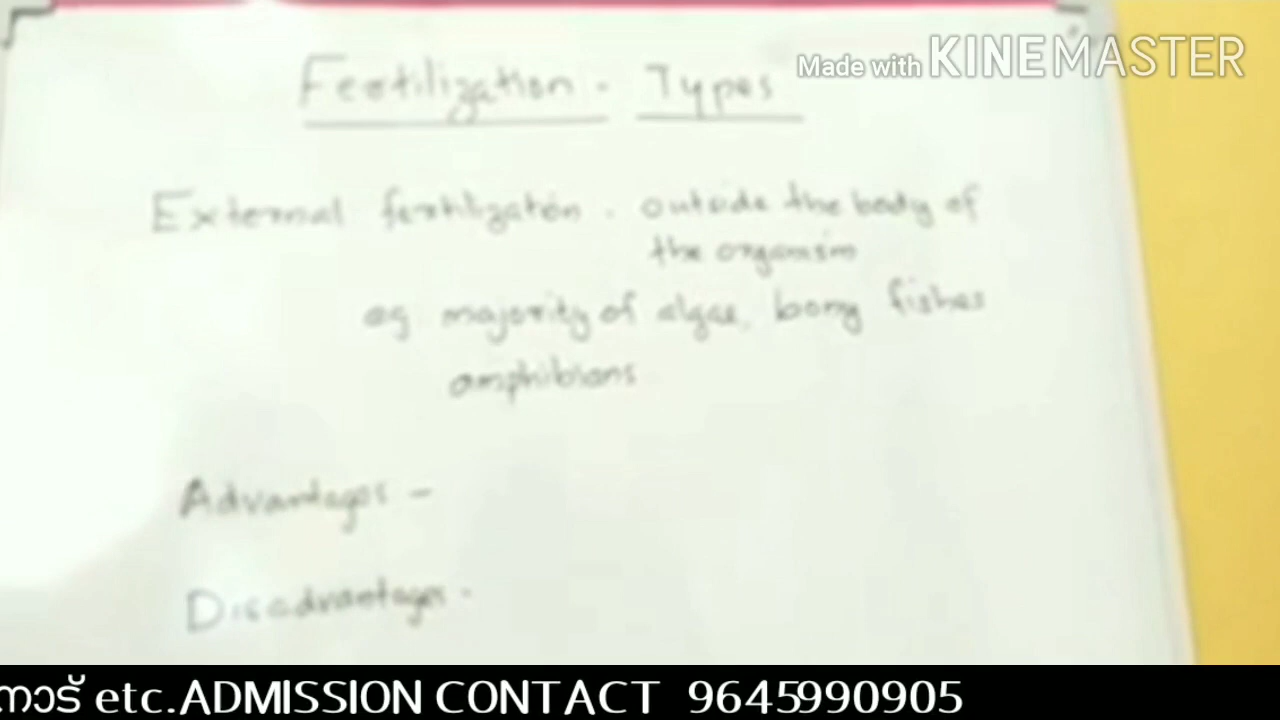 Made with KINEMASTER
Fertilization - Types
External fertilization - outside the body of
the organism
eg majority of algae, bony fishes
amphibians
Advantages -
Disadvantages -
നാട് etc.ADMISSION CONTACT 9645990905